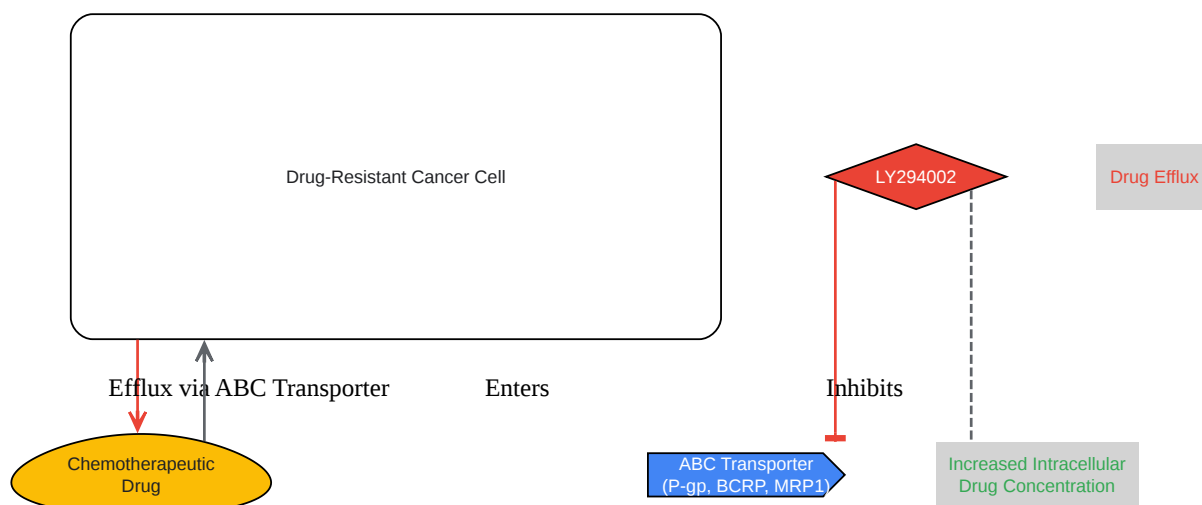 Drug-Resistant Cancer Cell
LY294002
Drug Efflux
Efflux via ABC Transporter
Enters
Inhibits
Chemotherapeutic
Drug
ABC Transporter
(P-gp, BCRP, MRP1)
Increased Intracellular
Drug Concentration